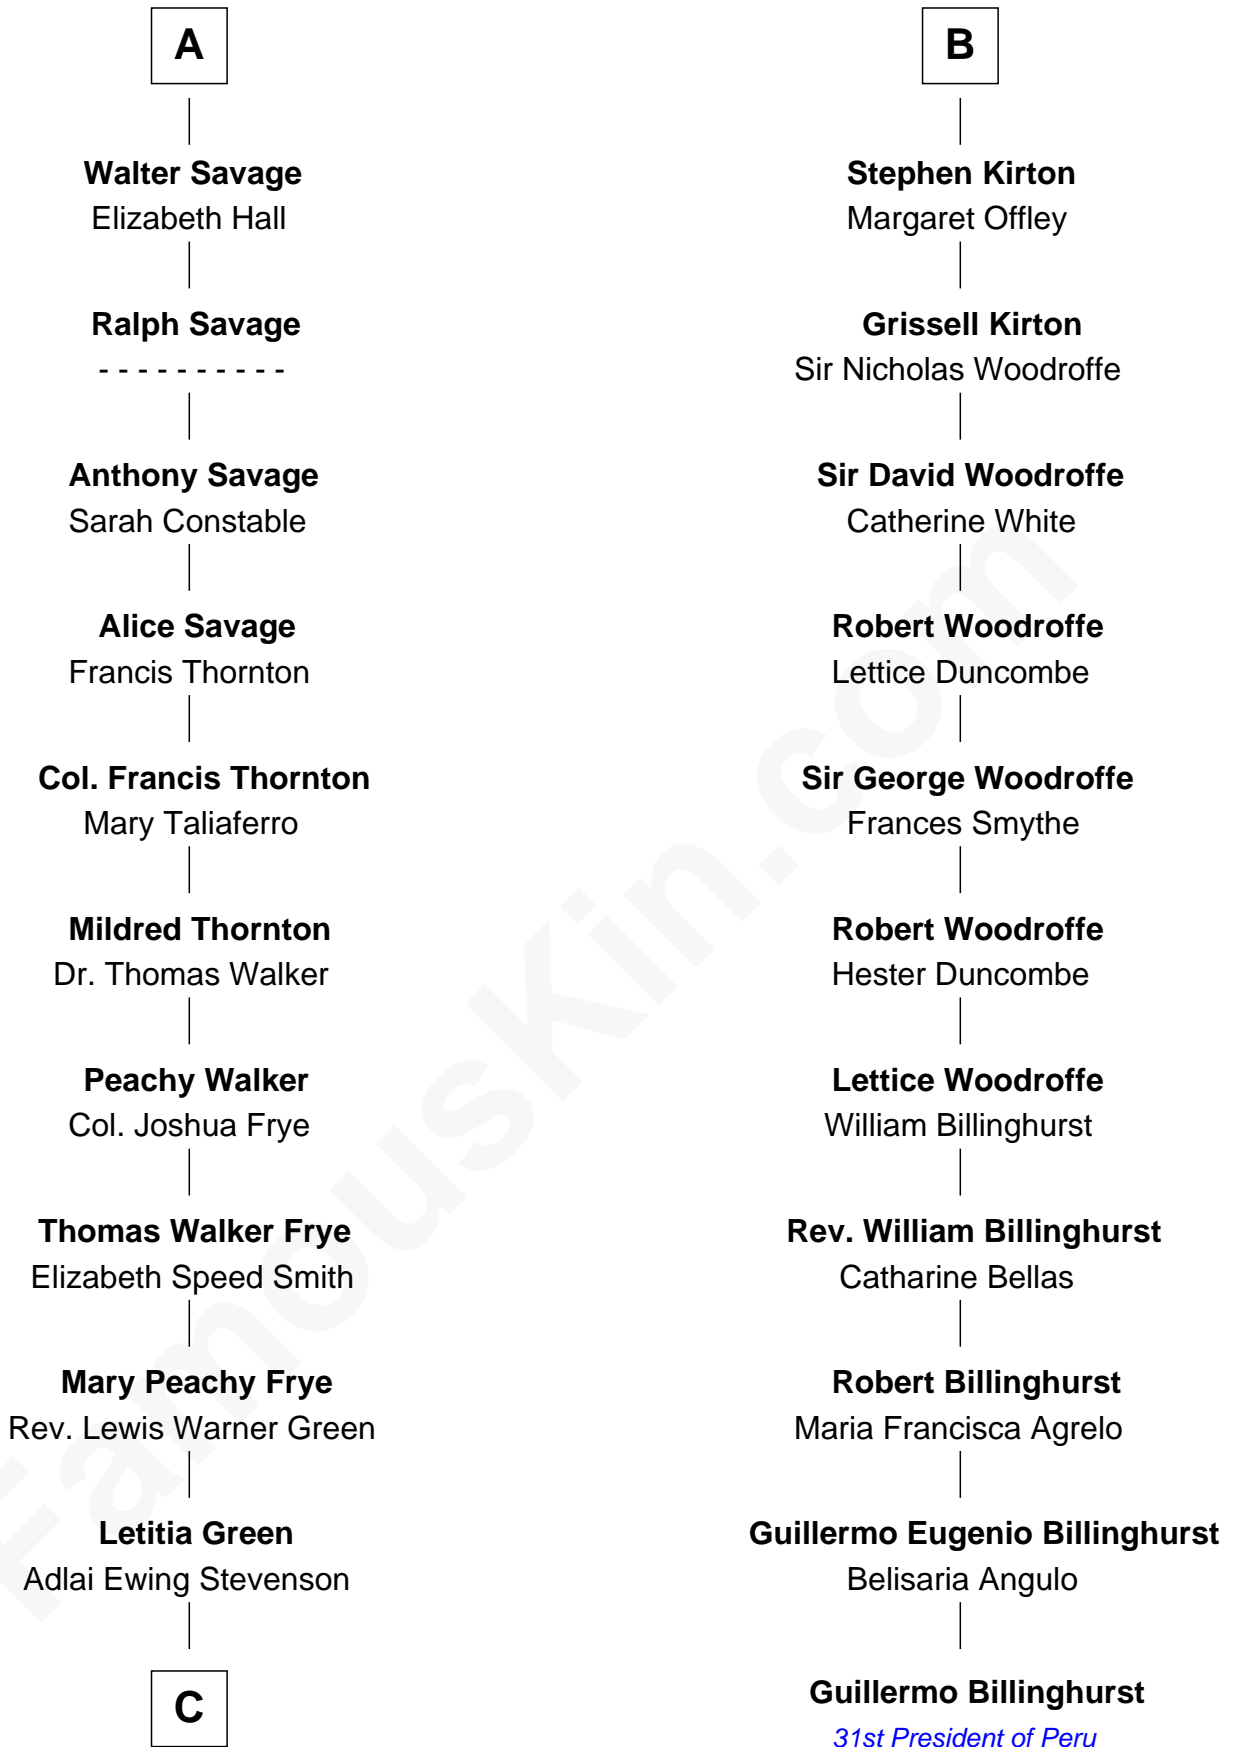 A
Walter Savage
Elizabeth Hall
Ralph Savage
- - - - - - - - - -
Anthony Savage
Sarah Constable
Alice Savage
Francis Thornton
Col. Francis Thornton
Mary Taliaferro
Mildred Thornton
Dr. Thomas Walker
Peachy Walker
Col. Joshua Frye
Thomas Walker Frye
Elizabeth Speed Smith
Mary Peachy Frye
Rev. Lewis Warner Green
Letitia Green
Adlai Ewing Stevenson
C
B
Stephen Kirton
Margaret Offley
Grissell Kirton
Sir Nicholas Woodroffe
Sir David Woodroffe
Catherine White
Robert Woodroffe
Lettice Duncombe
Sir George Woodroffe
Frances Smythe
Robert Woodroffe
Hester Duncombe
Lettice Woodroffe
William Billinghurst
Rev. William Billinghurst
Catharine Bellas
Robert Billinghurst
Maria Francisca Agrelo
Guillermo Eugenio Billinghurst
Belisaria Angulo
Guillermo Billinghurst
31st President of Peru
FamousKin.com